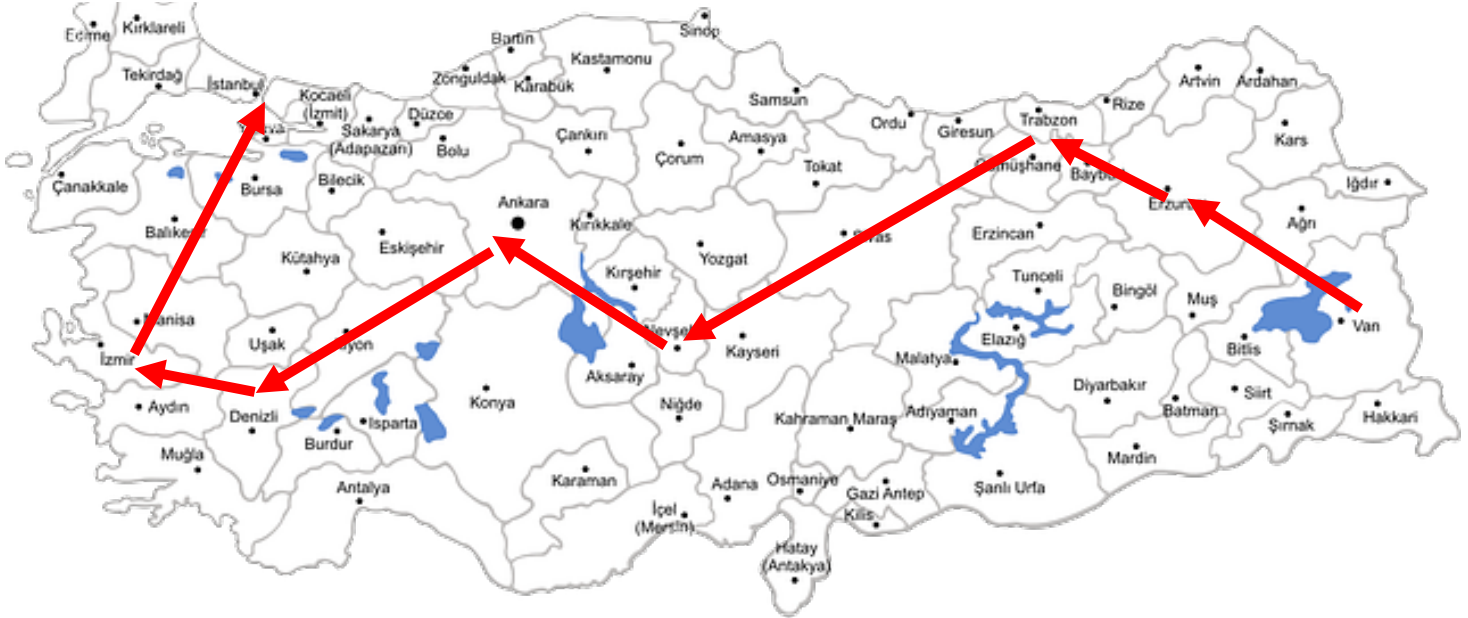 Edirne
Kırklareli
Tekirdağ
İstanbul
Kocaeli
(İzmit)
Sakarya
(Adapazarı)
Düzce
Bolu
Zonguldak
Bartın
Karabük
Kastamonu
Sinop
Çankırı
Çorum
Samsun
Amasya
Tokat
Ordu
Giresun
Trabzon
Rize
Artvin
Ardahan
Kars
Iğdır
Ağrı
Çanakkale
Bursa
Bilecik
Eskişehir
Ankara
Kırıkkale
Kırşehir
Yozgat
Erzincan
Tunceli
Bingöl
Muş
Van
Bitlis
Kütahya
Uşak
İzmir
Aydın
Denizli
Muğla
Burdur
Isparta
Antalya
Konya
Aksaray
Niğde
Kayseri
Karaman
İçel
(Mersin)
Adana
Osmaniye
Hatay
(Antakya)
Kahraman Maraş
Malatya
Elazığ
Adıyaman
Gazi Antep
Kilis
Şanlı Urfa
Diyarbakır
Batman
Siirt
Mardin
Şırnak
Hakkari